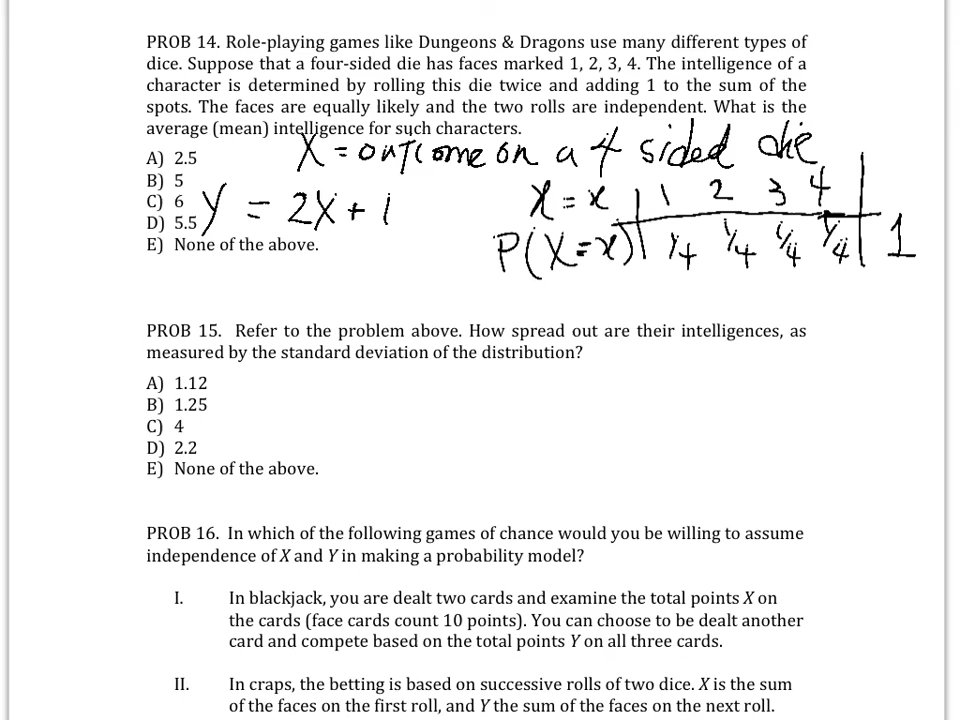 PROB 14. Role-playing games like Dungeons & Dragons use many different types of
dice. Suppose that a four-sided die has faces marked 1, 2, 3, 4. The intelligence of a
character is determined by rolling this die twice and adding 1 to the sum of the
spots. The faces are equally likely and the two rolls are independent. What is the
average (mean) intelligence for such characters.
X = outcome on a 4 sided die
A) 2.5
B) 5
C) 6
D) 5.5
E) None of the above.
Y = 2X + 1
X = x 1 2 3 4
P(X=x) 1/4 1/4 1/4 1/4 1
PROB 15. Refer to the problem above. How spread out are their intelligences, as
measured by the standard deviation of the distribution?
A) 1.12
B) 1.25
C) 4
D) 2.2
E) None of the above.
PROB 16. In which of the following games of chance would you be willing to assume
independence of X and Y in making a probability model?
I. In blackjack, you are dealt two cards and examine the total points X on
the cards (face cards count 10 points). You can choose to be dealt another
card and compete based on the total points Y on all three cards.
II. In craps, the betting is based on successive rolls of two dice. X is the sum
of the faces on the first roll, and Y the sum of the faces on the next roll.